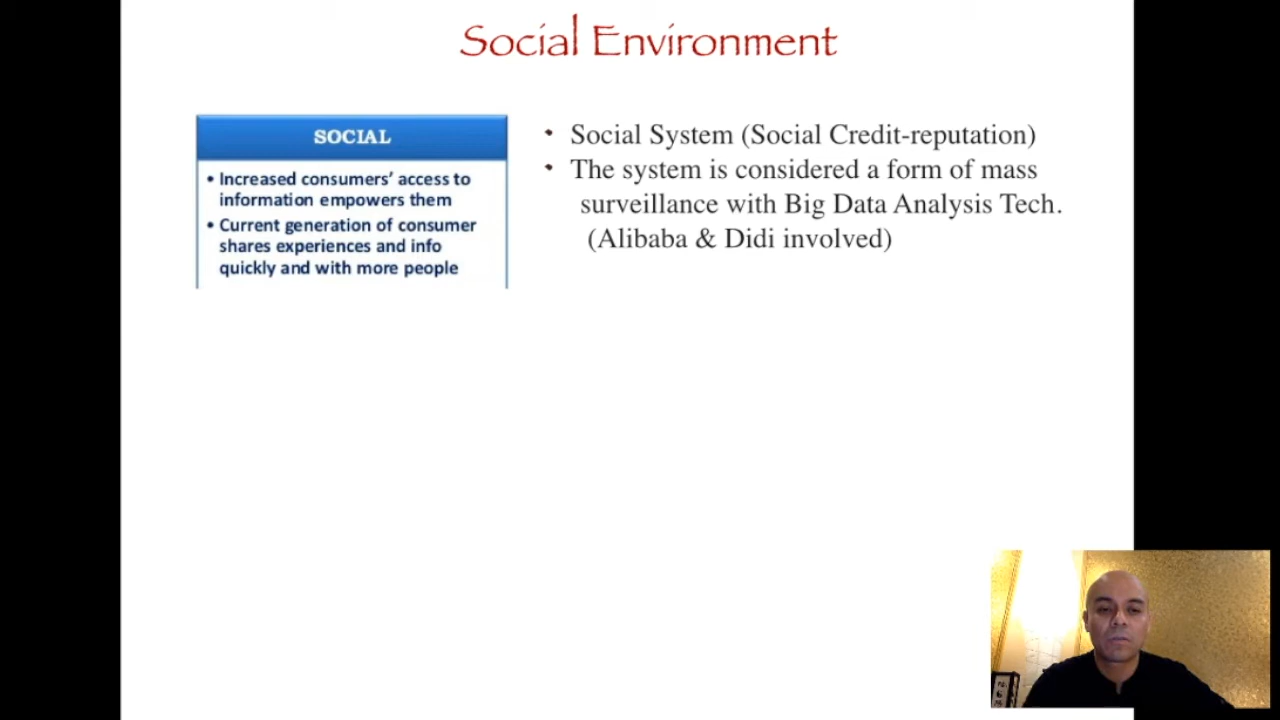 Social Environment
SOCIAL
• Increased consumers' access to
information empowers them
• Current generation of consumer
shares experiences and info
quickly and with more people
• Social System (Social Credit-reputation)
• The system is considered a form of mass
surveillance with Big Data Analysis Tech.
(Alibaba & Didi involved)